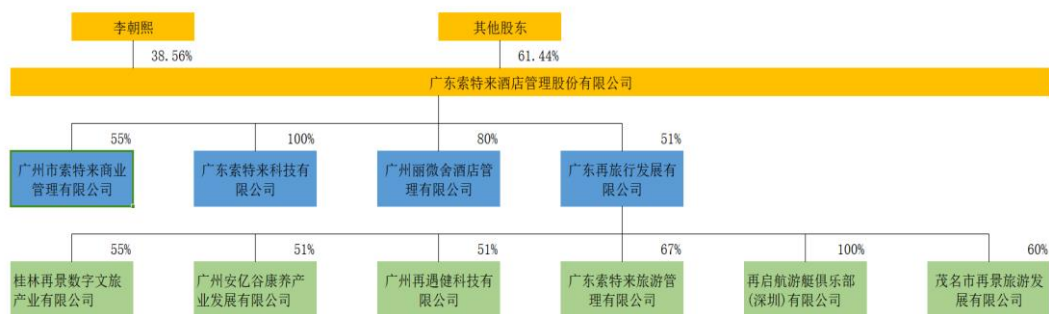 李朝熙
其他股东
38.56%
61.44%
广东索特来酒店管理股份有限公司
55%
100%
80%
51%
广州市索特来商业
管理有限公司
广东索特来科技有
限公司
广州丽微舍酒店管
理有限公司
广东再旅行发展有
限公司
55%
51%
51%
67%
100%
60%
桂林再景数字文旅
产业有限公司
广州安亿谷康养产
业发展有限公司
广州再遇健科技有
限公司
广东索特来旅游管
理有限公司
再启航游艇俱乐部
(深圳)有限公司
茂名市再景旅游发
展有限公司